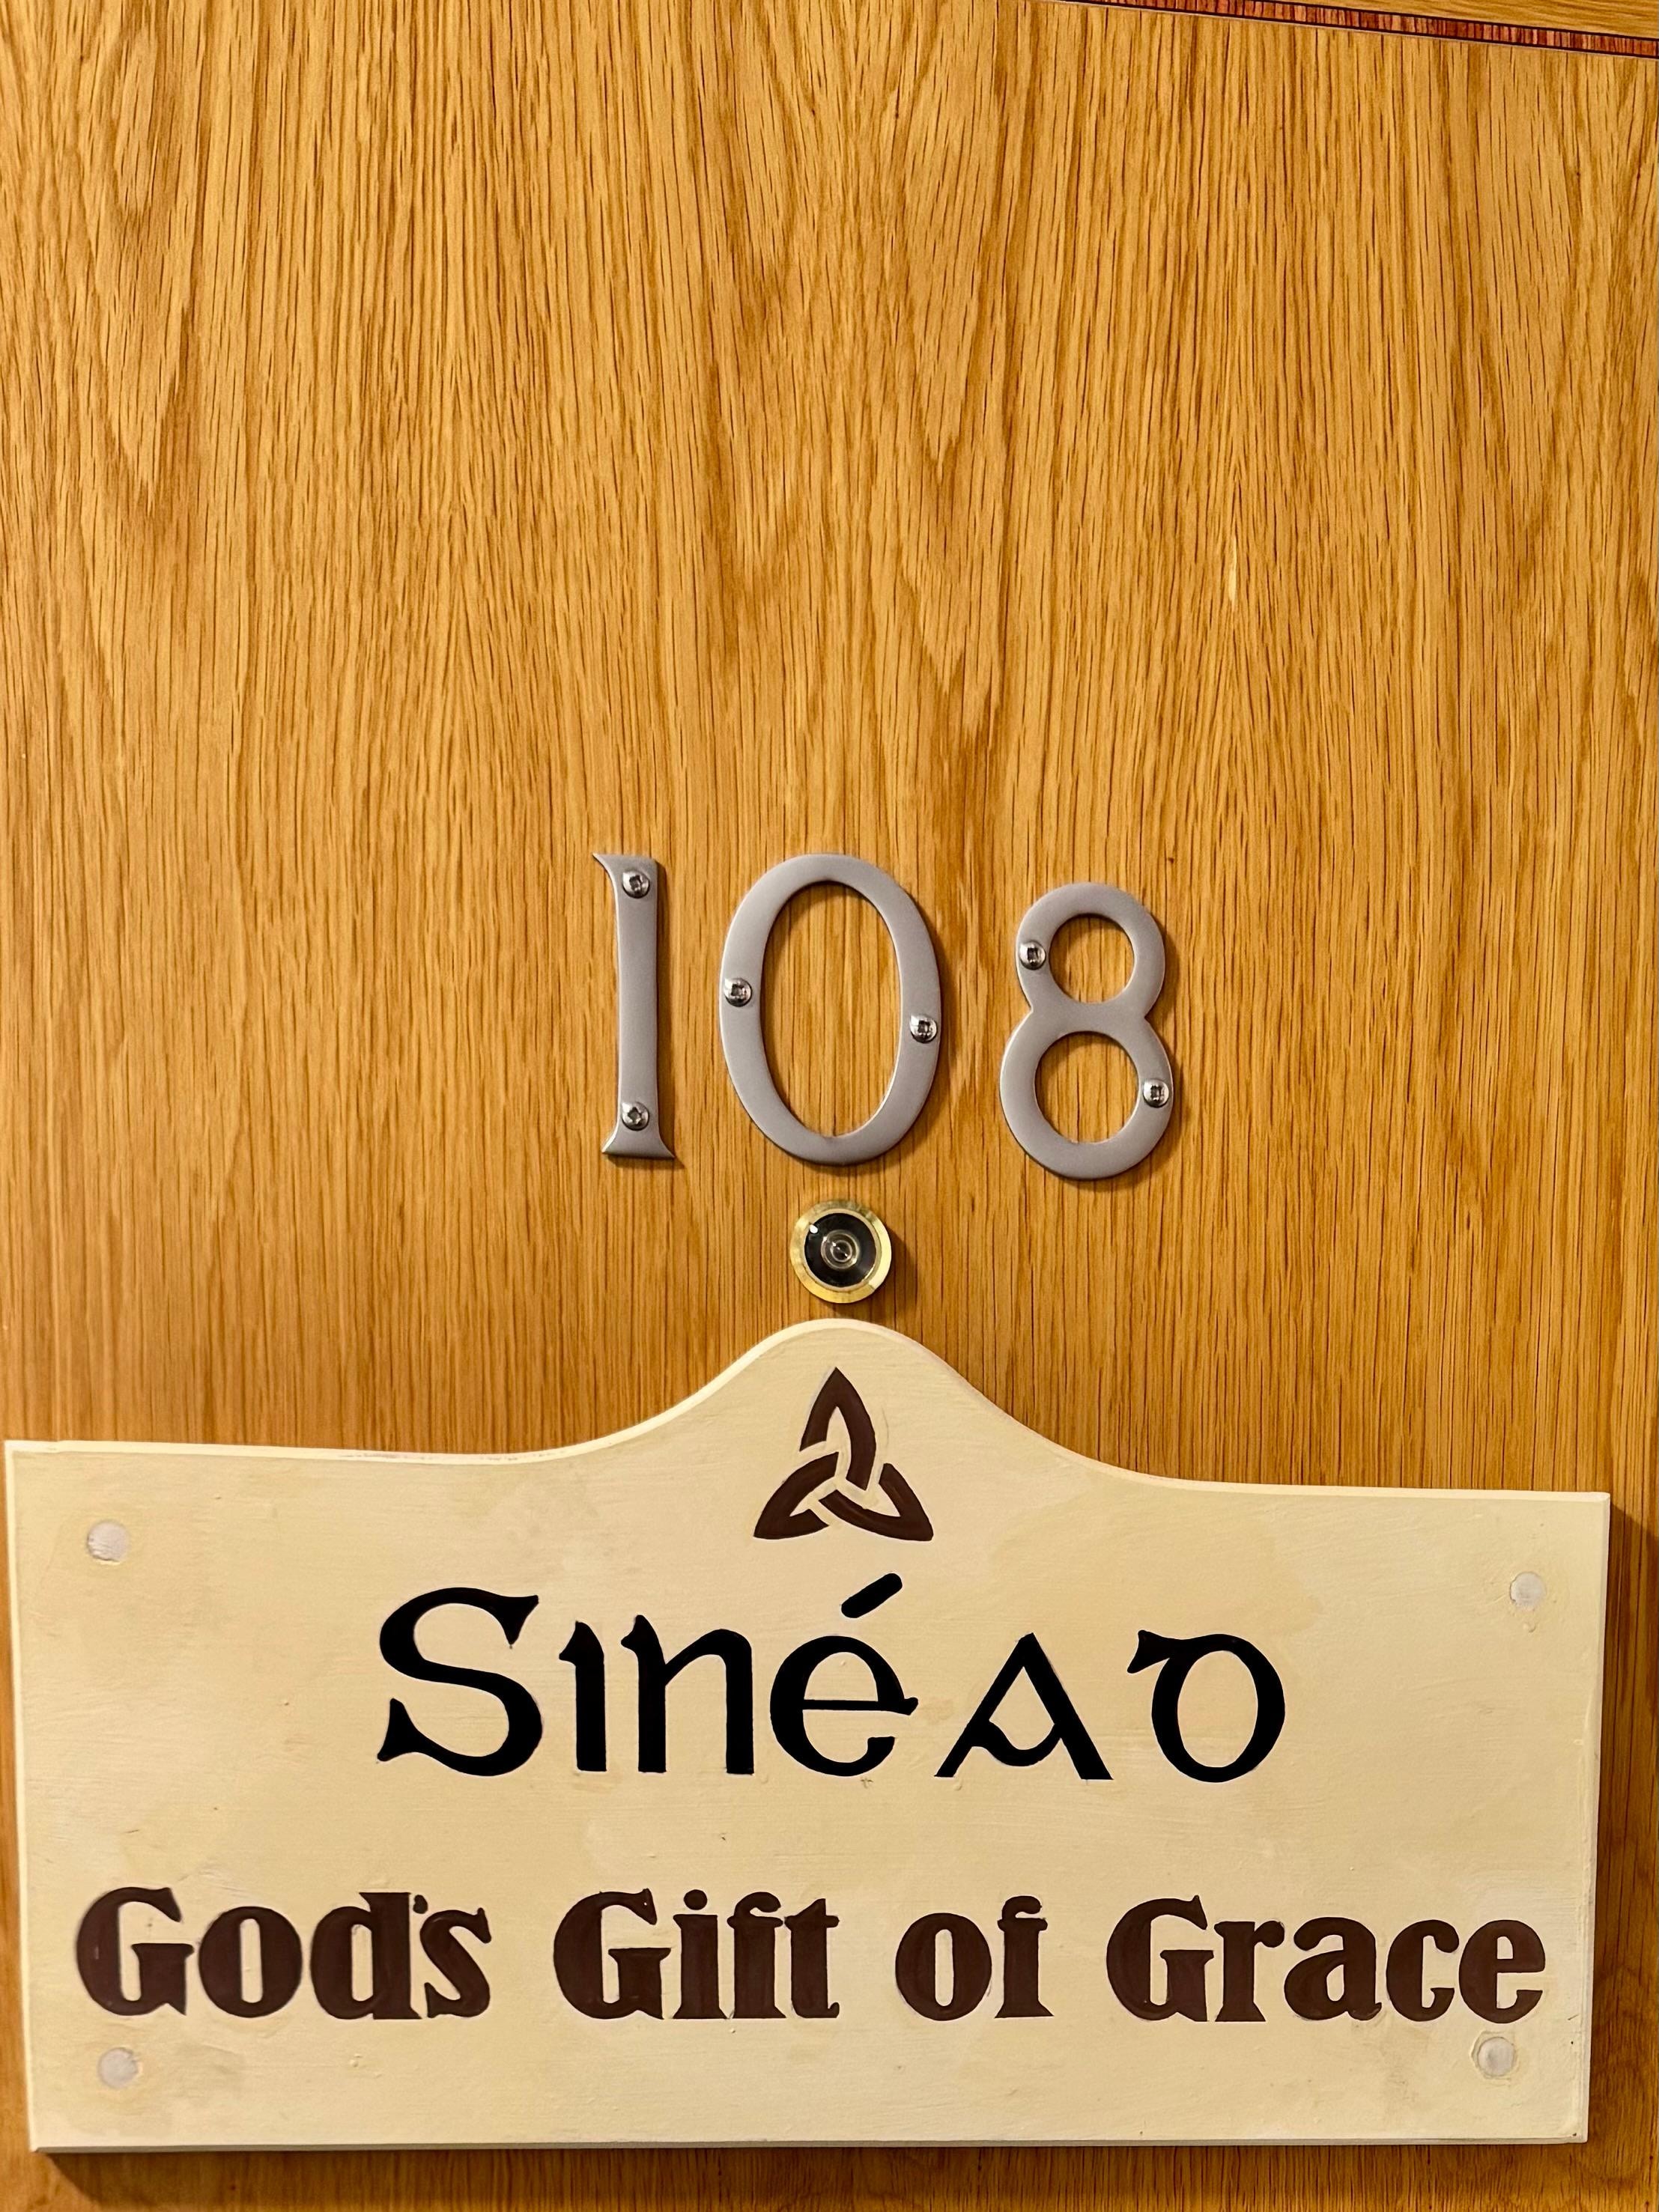 108
Sinéad
God's Gift of Grace